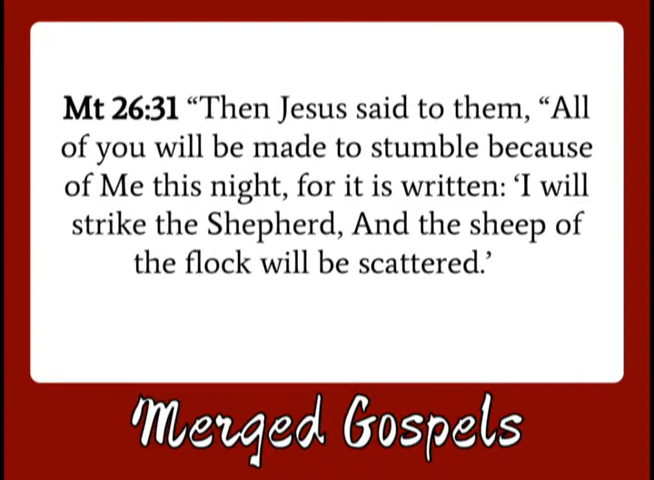 Mt 26:31 “Then Jesus said to them, “All
of you will be made to stumble because
of Me this night, for it is written: ‘I will
strike the Shepherd, And the sheep of
the flock will be scattered.’
Merged Gospels